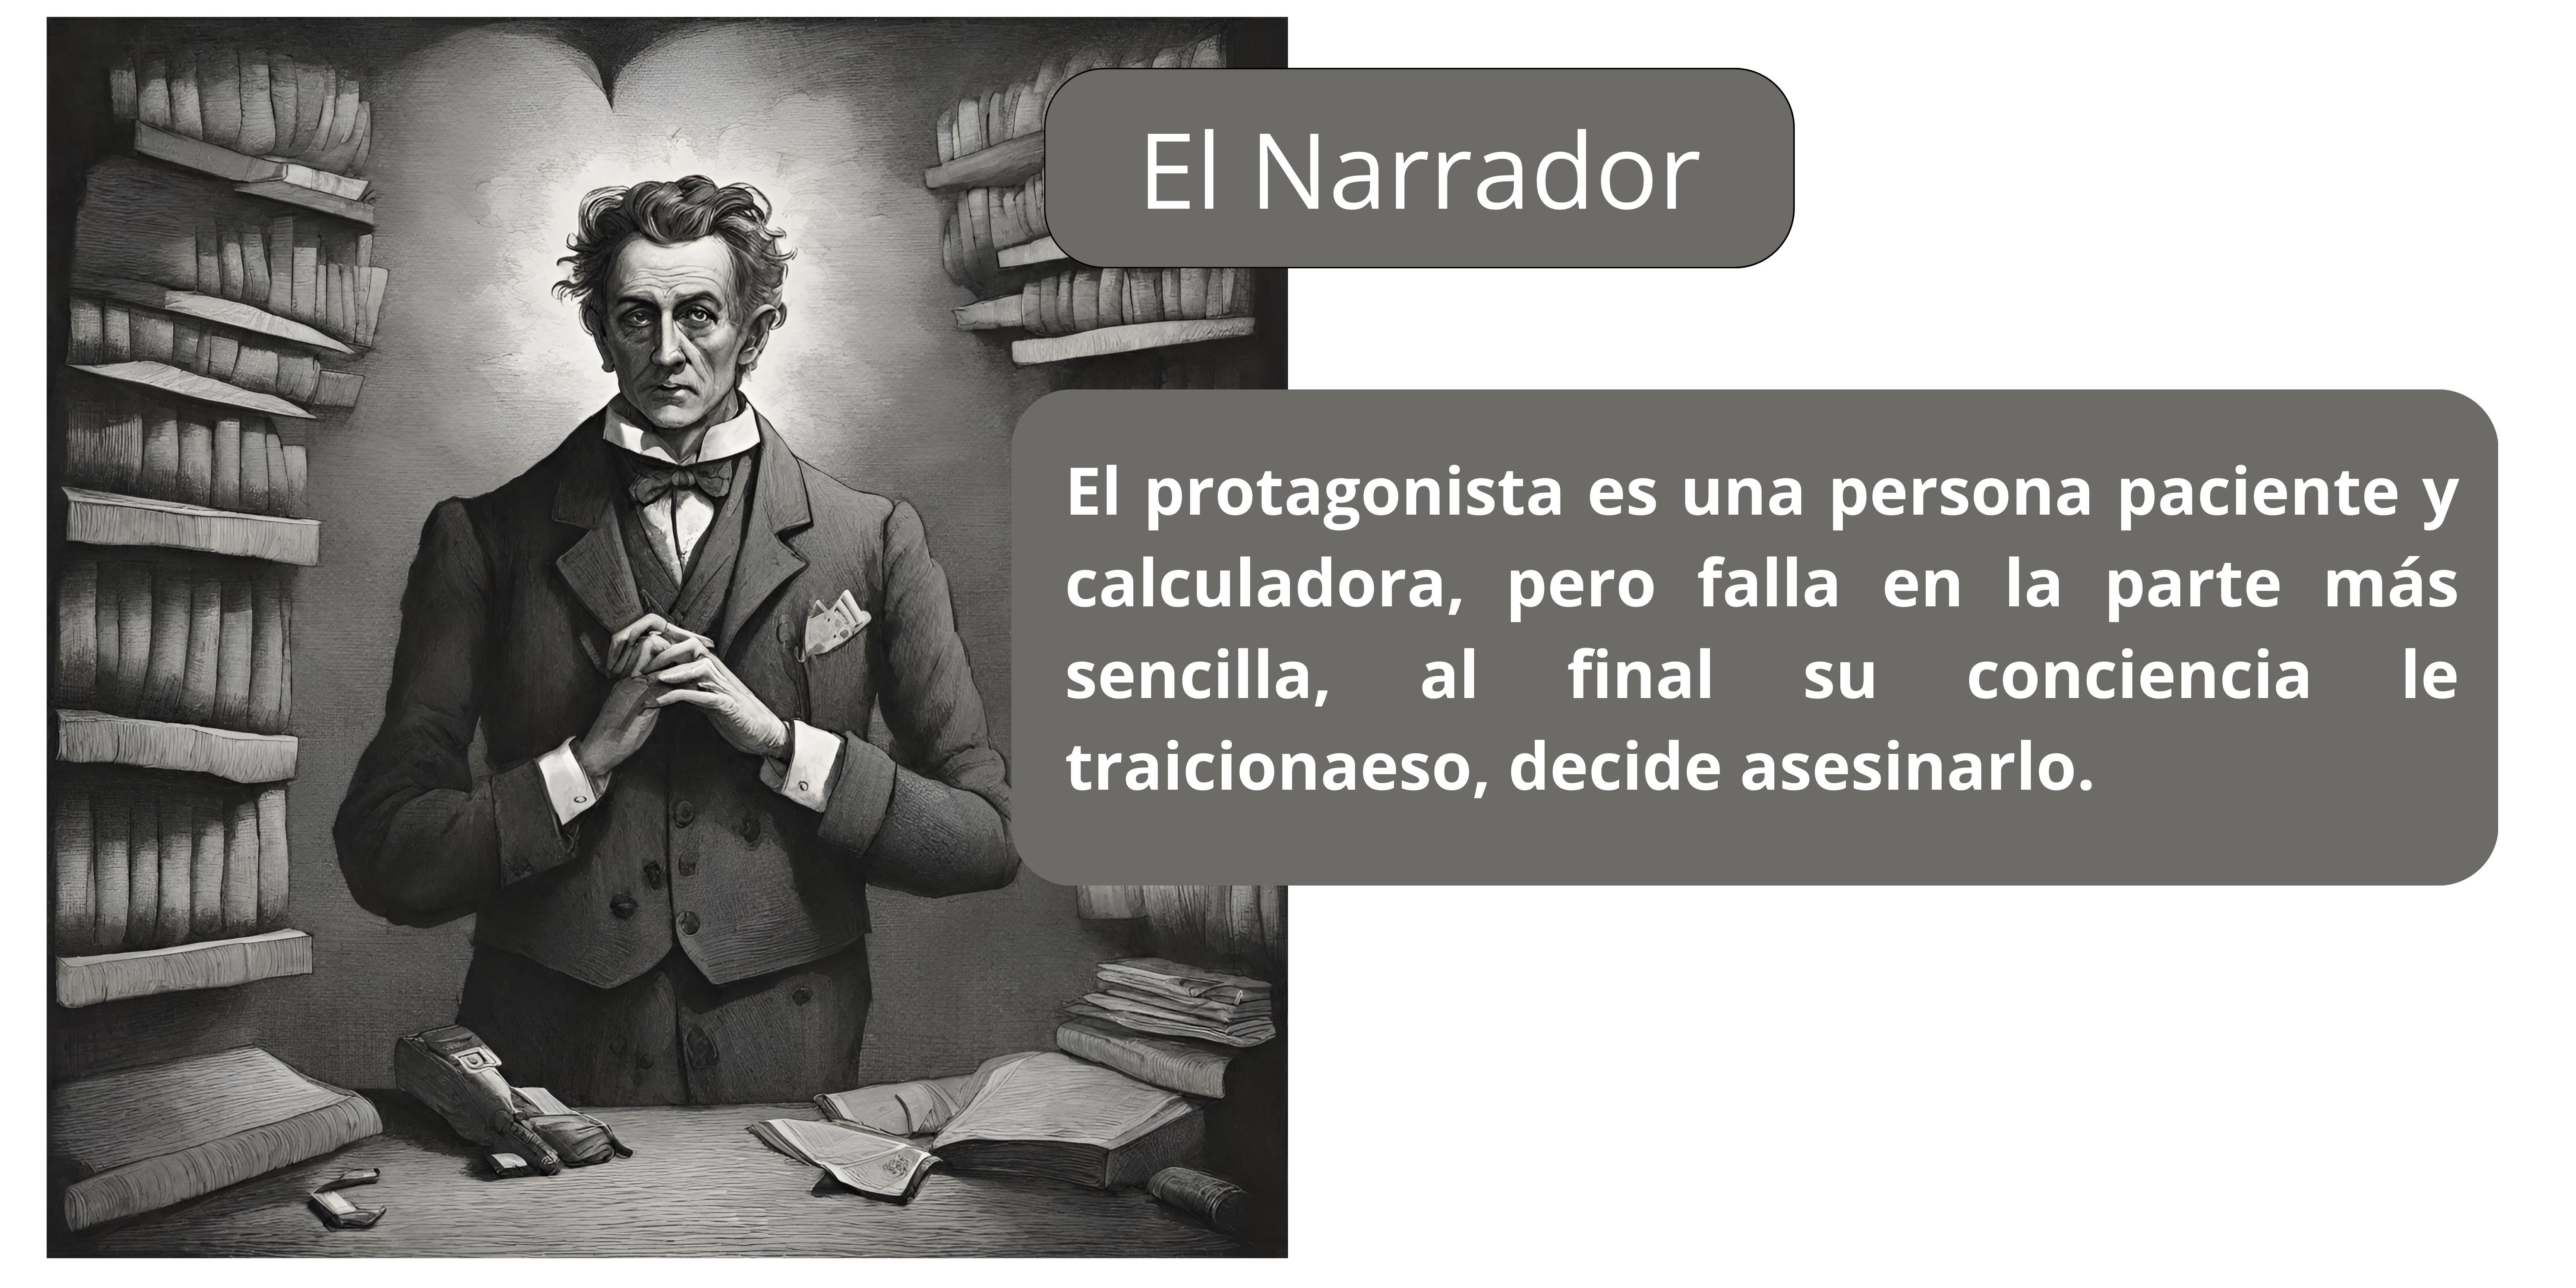 El Narrador
El protagonista es una persona paciente y
calculadora, pero falla en la parte más
sencilla, al final su conciencia le
traicionaeso, decide asesinarlo.